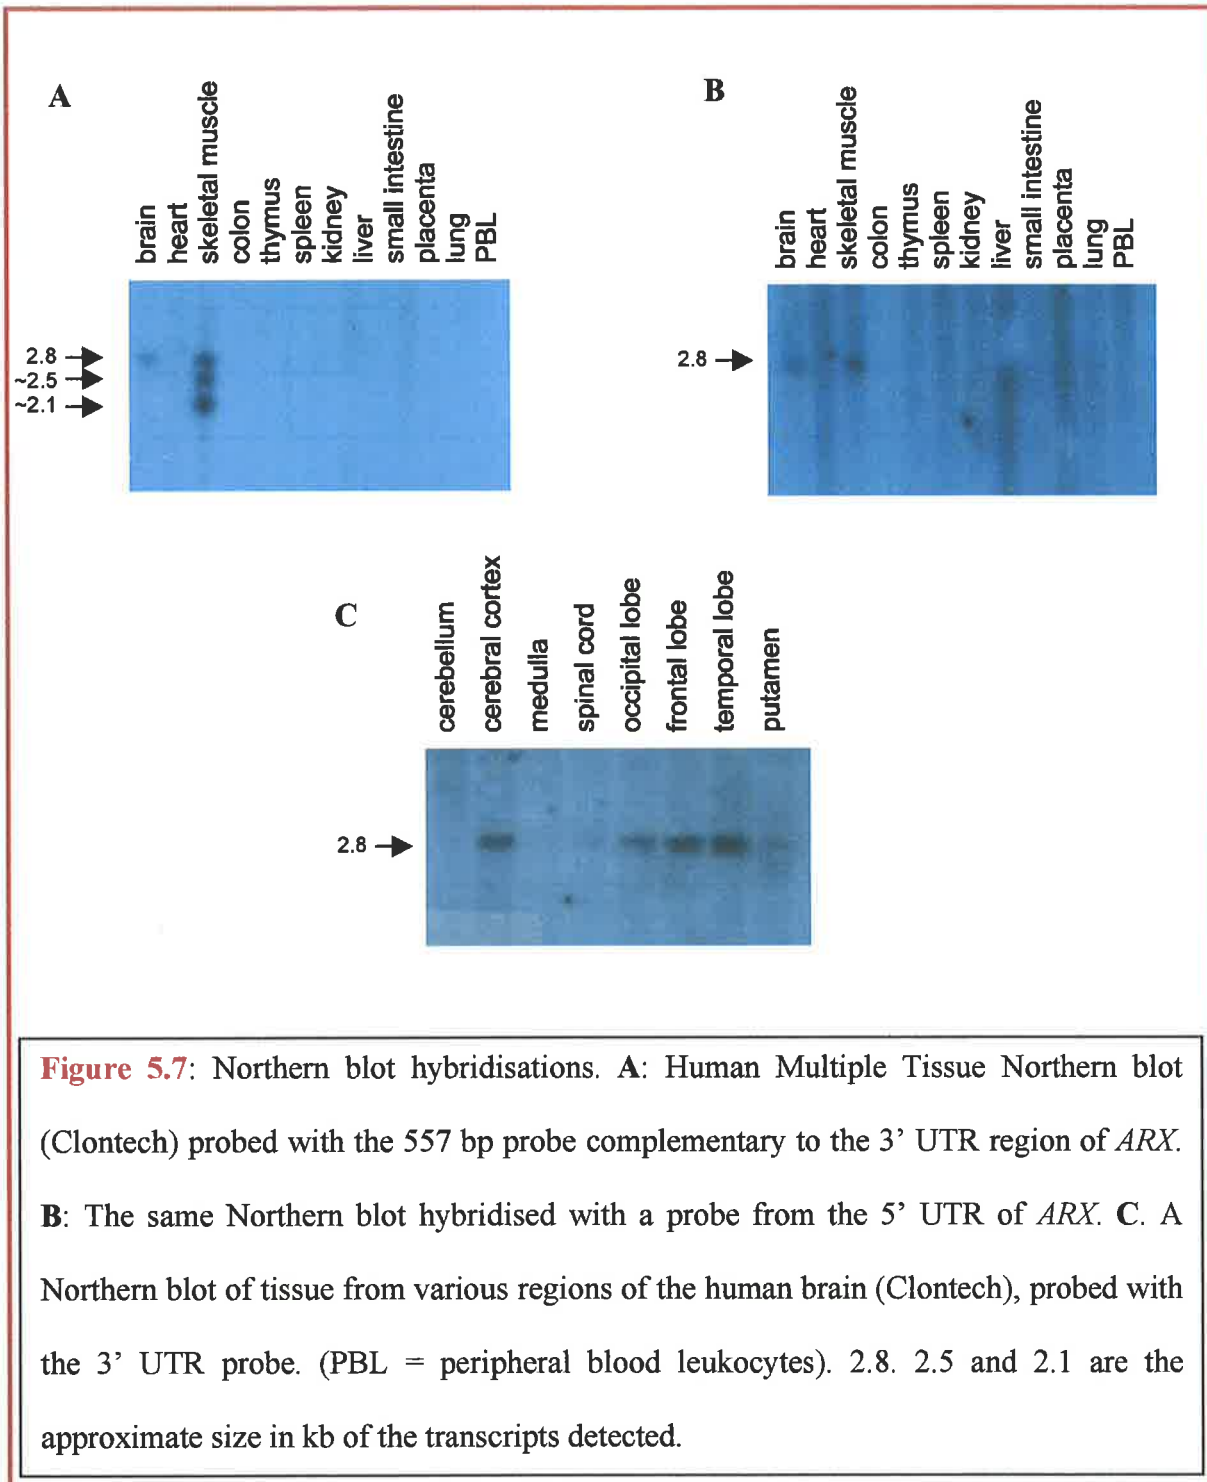 A
brain
heart
skeletal muscle
colon
thymus
spleen
kidney
liver
small intestine
placenta
lung
PBL
2.8
~2.5
~2.1
B
brain
heart
skeletal muscle
colon
thymus
spleen
kidney
liver
small intestine
placenta
lung
PBL
2.8
C
cerebellum
cerebral cortex
medulla
spinal cord
occipital lobe
frontal lobe
temporal lobe
putamen
2.8
Figure 5.7: Northern blot hybridisations. A: Human Multiple Tissue Northern blot
(Clontech) probed with the 557 bp probe complementary to the 3’ UTR region of ARX.
B: The same Northern blot hybridised with a probe from the 5’ UTR of ARX. C. A
Northern blot of tissue from various regions of the human brain (Clontech), probed with
the 3’ UTR probe. (PBL = peripheral blood leukocytes). 2.8. 2.5 and 2.1 are the
approximate size in kb of the transcripts detected.